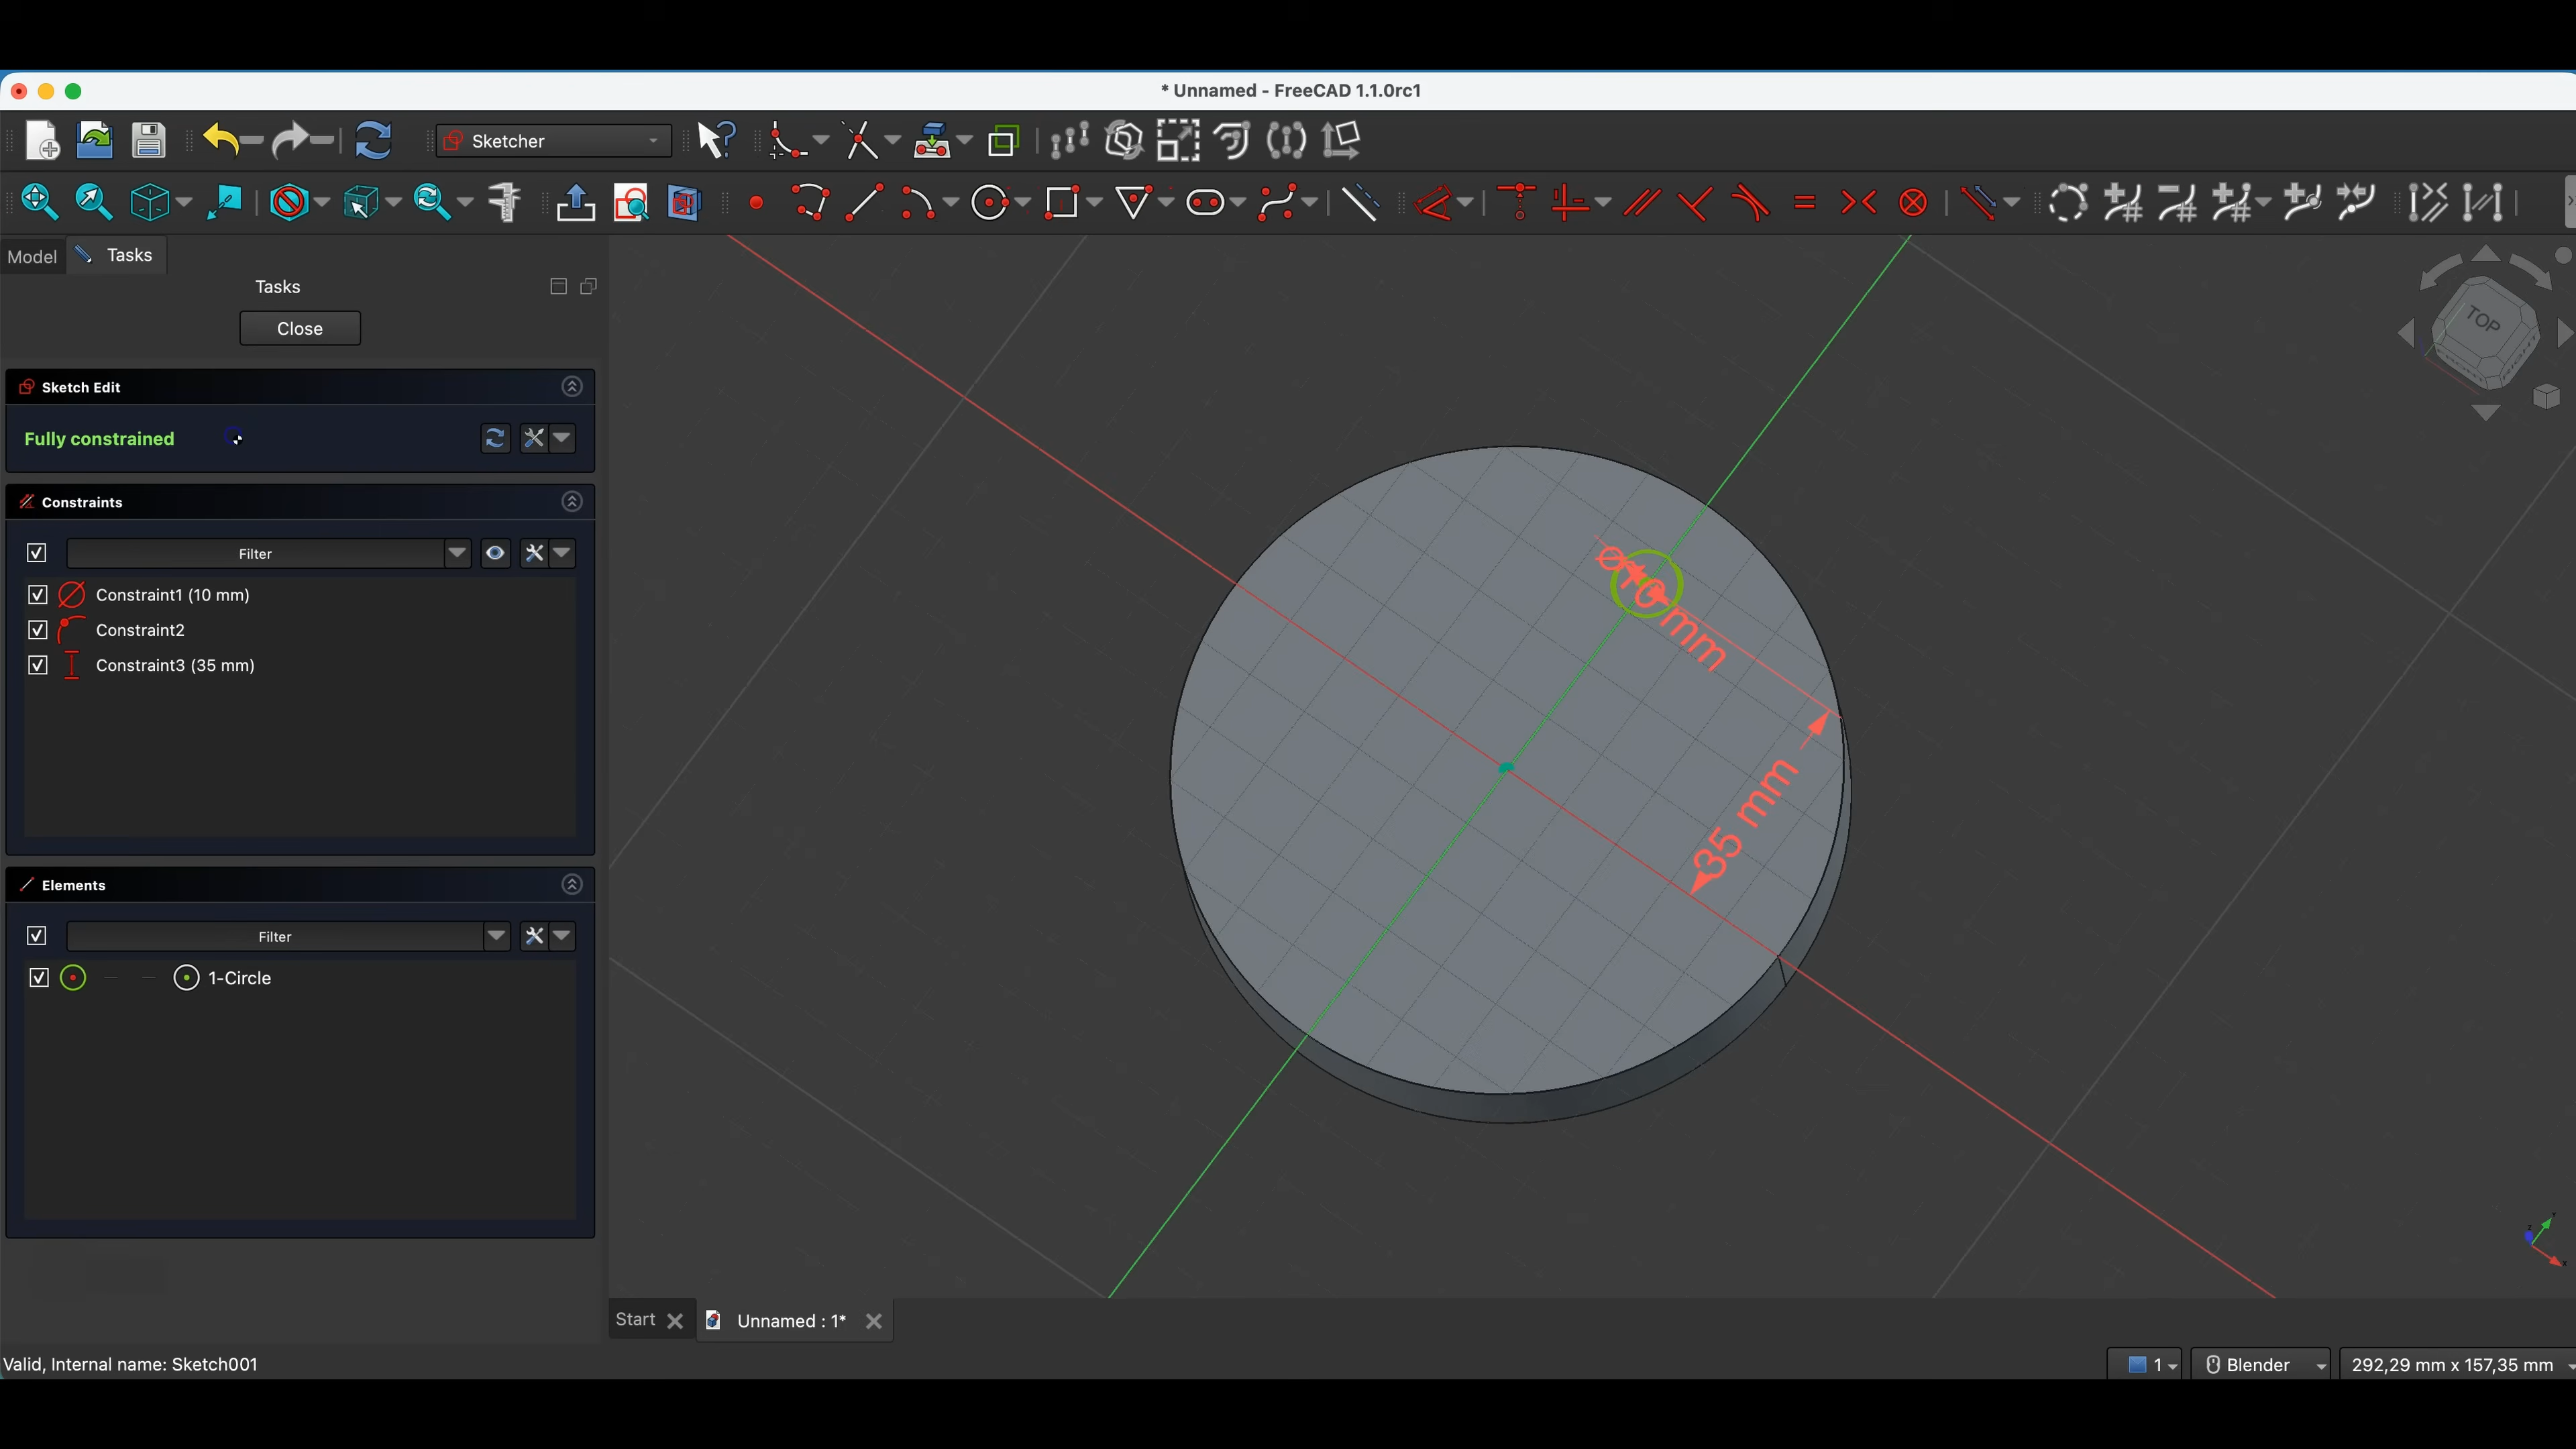 * Unnamed - FreeCAD 1.1.0rc1
Sketcher
Model
Tasks
Tasks
Close
TOP
Sketch Edit
Fully constrained
Constraints
Filter
Constraint1 (10 mm)
Constraint2
Constraint3 (35 mm)
Ø10 mm
35 mm
Elements
Filter
1-Circle
Start
Unnamed : 1*
Valid, Internal name: Sketch001
1
Blender
292,29 mm x 157,35 mm